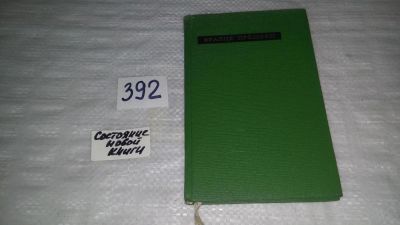 392
Состояние
новой
книги